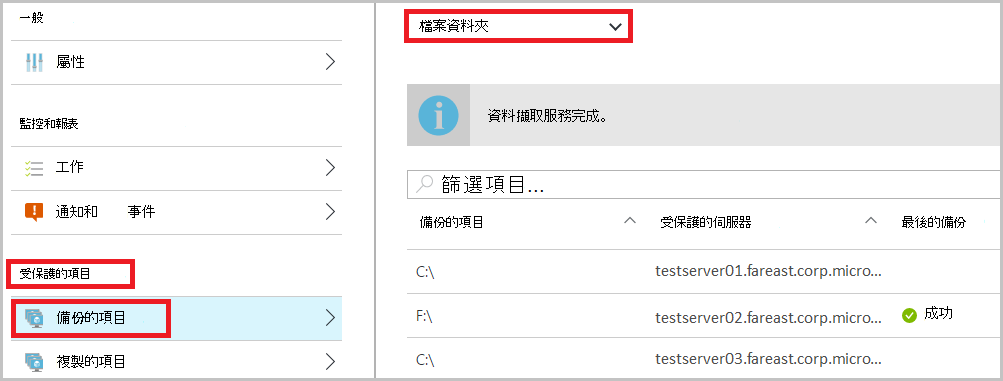 一般
屬性
監控和報表
工作
通知和 事件
受保護的項目
備份的項目
複製的項目
檔案資料夾
資料擷取服務完成。
篩選項目...
備份的項目 受保護的伺服器 最後的備份
C:\ testserver01.fareast.corp.micro...
F:\ testserver02.fareast.corp.micro... 成功
C:\ testserver03.fareast.corp.micro...